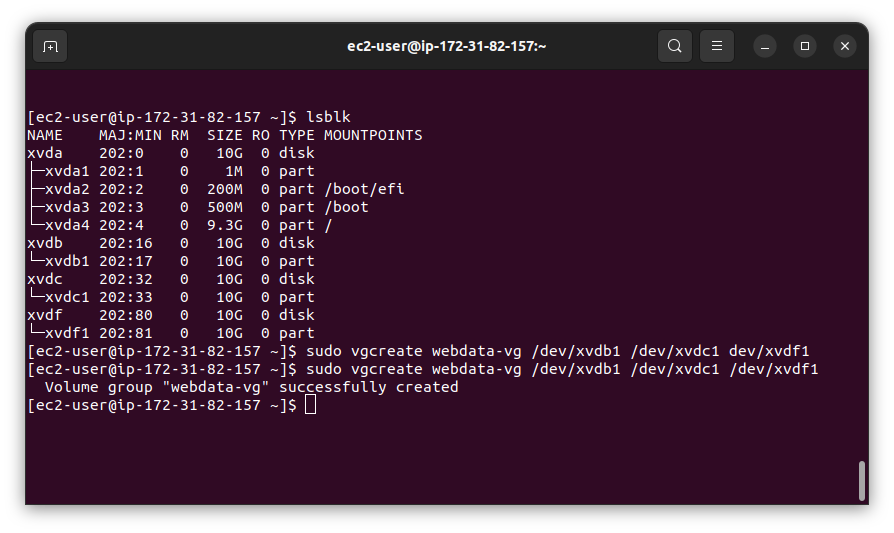 ec2-user@ip-172-31-82-157:~
[ec2-user@ip-172-31-82-157 ~]$ lsblk
NAME    MAJ:MIN RM  SIZE RO TYPE MOUNTPOINTS
xvda    202:0    0   10G  0 disk
├─xvda1 202:1    0    1M  0 part
├─xvda2 202:2    0  200M  0 part /boot/efi
├─xvda3 202:3    0  500M  0 part /boot
└─xvda4 202:4    0  9.3G  0 part /
xvdb    202:16   0   10G  0 disk
└─xvdb1 202:17   0   10G  0 part
xvdc    202:32   0   10G  0 disk
└─xvdc1 202:33   0   10G  0 part
xvdf    202:80   0   10G  0 disk
└─xvdf1 202:81   0   10G  0 part
[ec2-user@ip-172-31-82-157 ~]$ sudo vgcreate webdata-vg /dev/xvdb1 /dev/xvdc1 dev/xvdf1
[ec2-user@ip-172-31-82-157 ~]$ sudo vgcreate webdata-vg /dev/xvdb1 /dev/xvdc1 /dev/xvdf1
  Volume group "webdata-vg" successfully created
[ec2-user@ip-172-31-82-157 ~]$